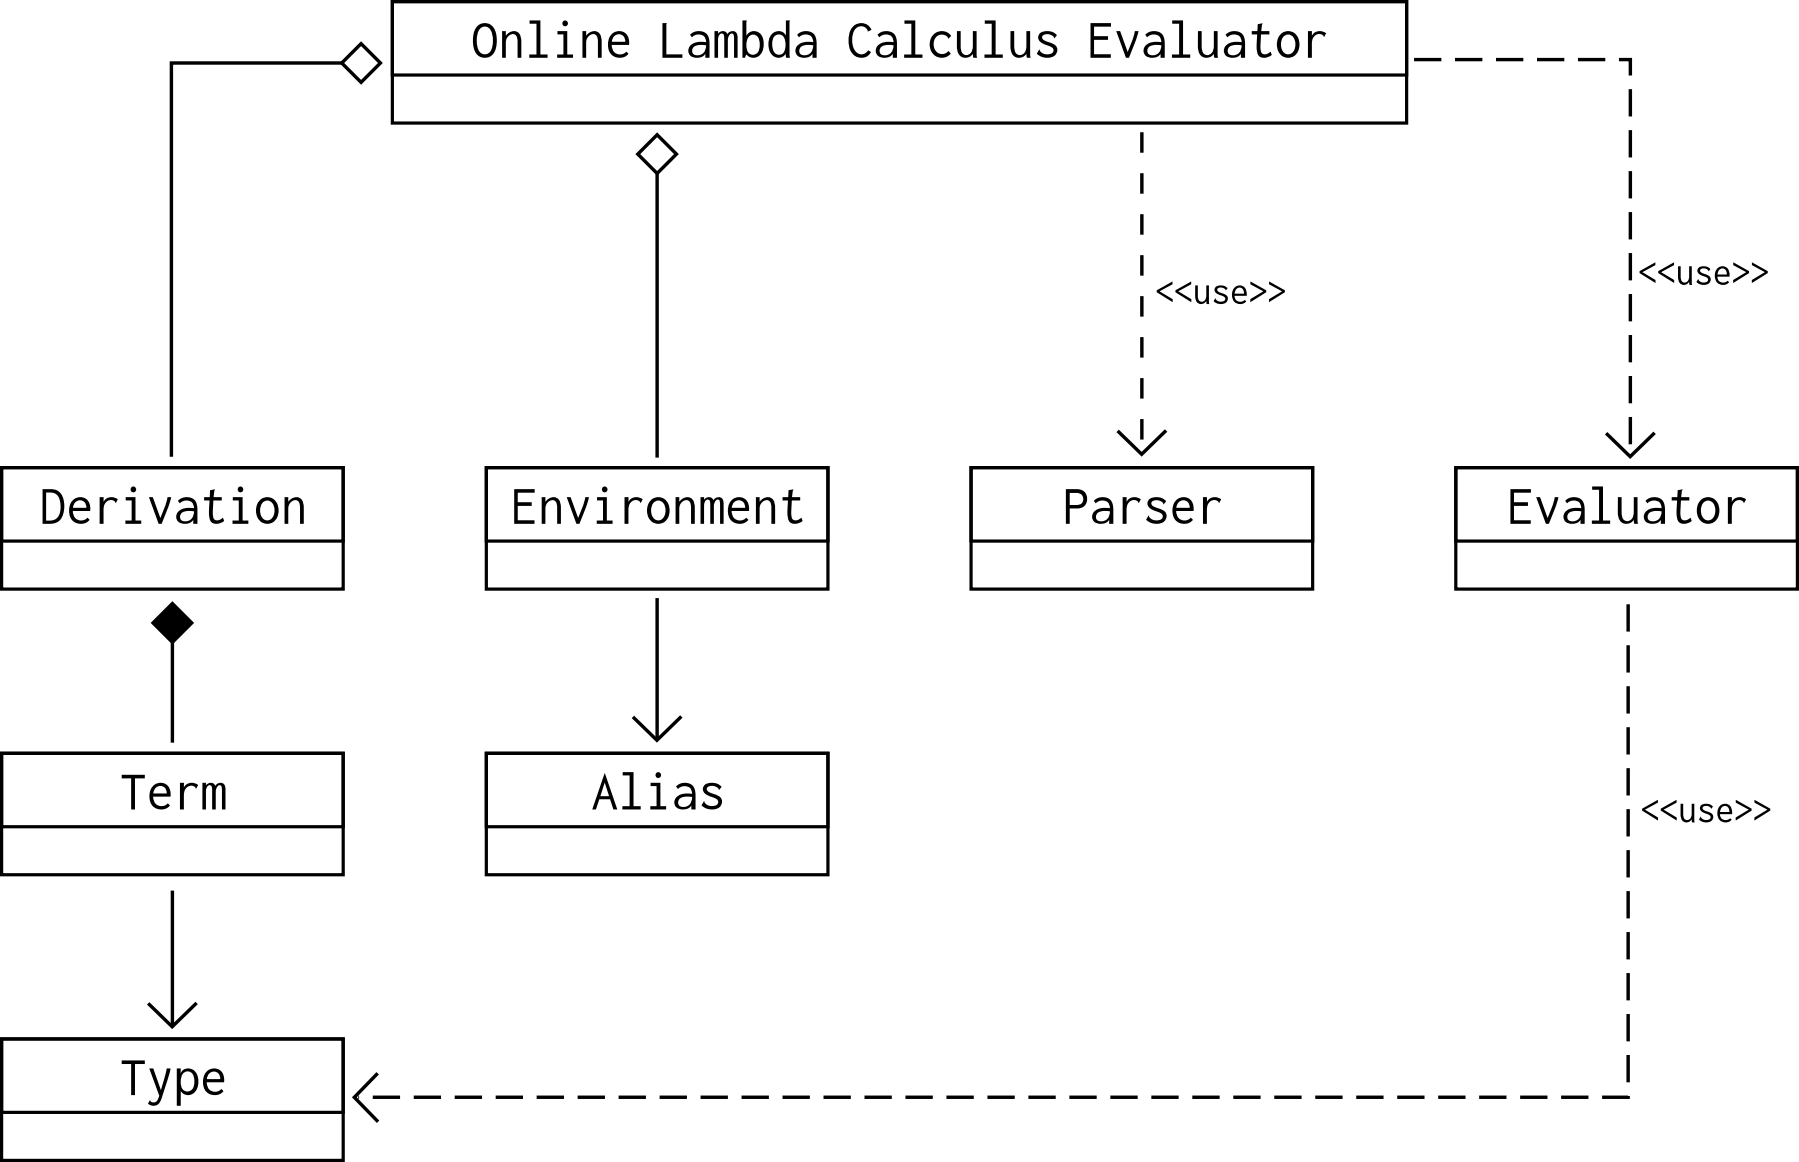 Online Lambda Calculus Evaluator
<<use>>
<<use>>
Derivation
Environment
Parser
Evaluator
Term
Alias
<<use>>
Type